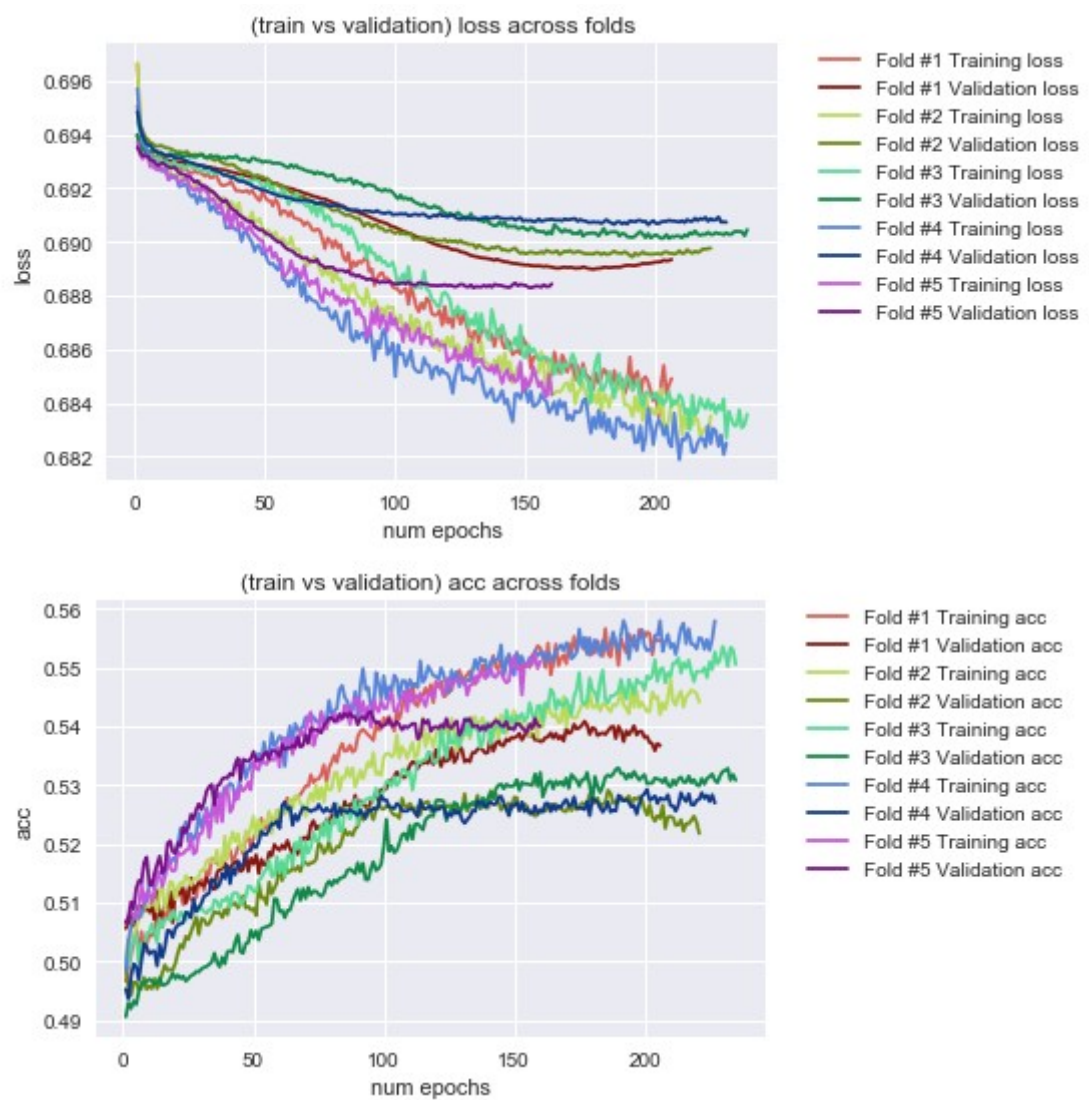 (train vs validation) loss across folds
0.696
0.694
0.692
0.690
0.688
0.686
0.684
0.682
loss
0 50 100 150 200
num epochs
Fold #1 Training loss
Fold #1 Validation loss
Fold #2 Training loss
Fold #2 Validation loss
Fold #3 Training loss
Fold #3 Validation loss
Fold #4 Training loss
Fold #4 Validation loss
Fold #5 Training loss
Fold #5 Validation loss
(train vs validation) acc across folds
0.56
0.55
0.54
0.53
0.52
0.51
0.50
0.49
acc
0 50 100 150 200
num epochs
Fold #1 Training acc
Fold #1 Validation acc
Fold #2 Training acc
Fold #2 Validation acc
Fold #3 Training acc
Fold #3 Validation acc
Fold #4 Training acc
Fold #4 Validation acc
Fold #5 Training acc
Fold #5 Validation acc